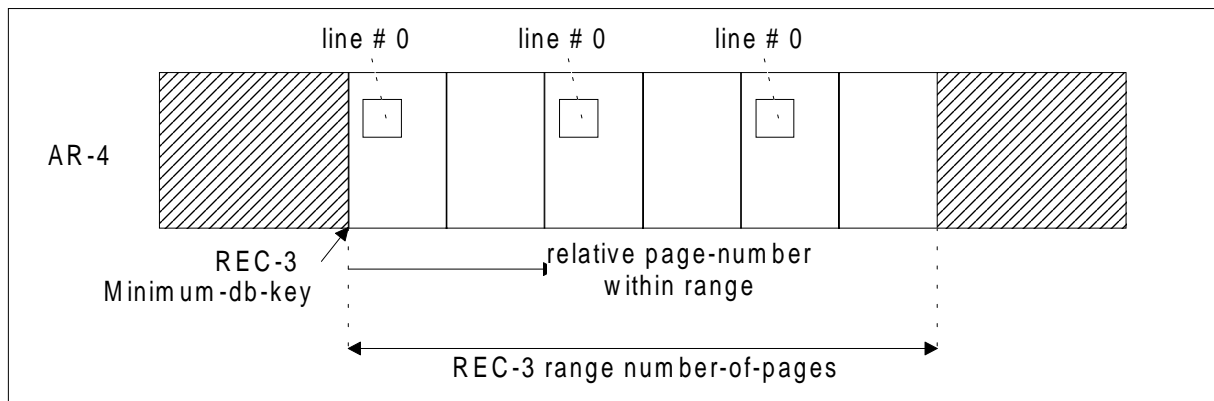 line # 0 line # 0 line # 0
AR-4
REC-3
Minimum-db-key
relative page-number
within range
REC-3 range number-of-pages